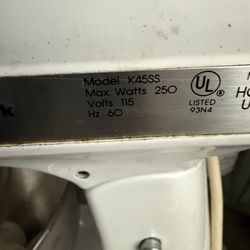 Model K45SS
Max. Watts 250
Volts 115
Hz 60
UL
LISTED
93N4